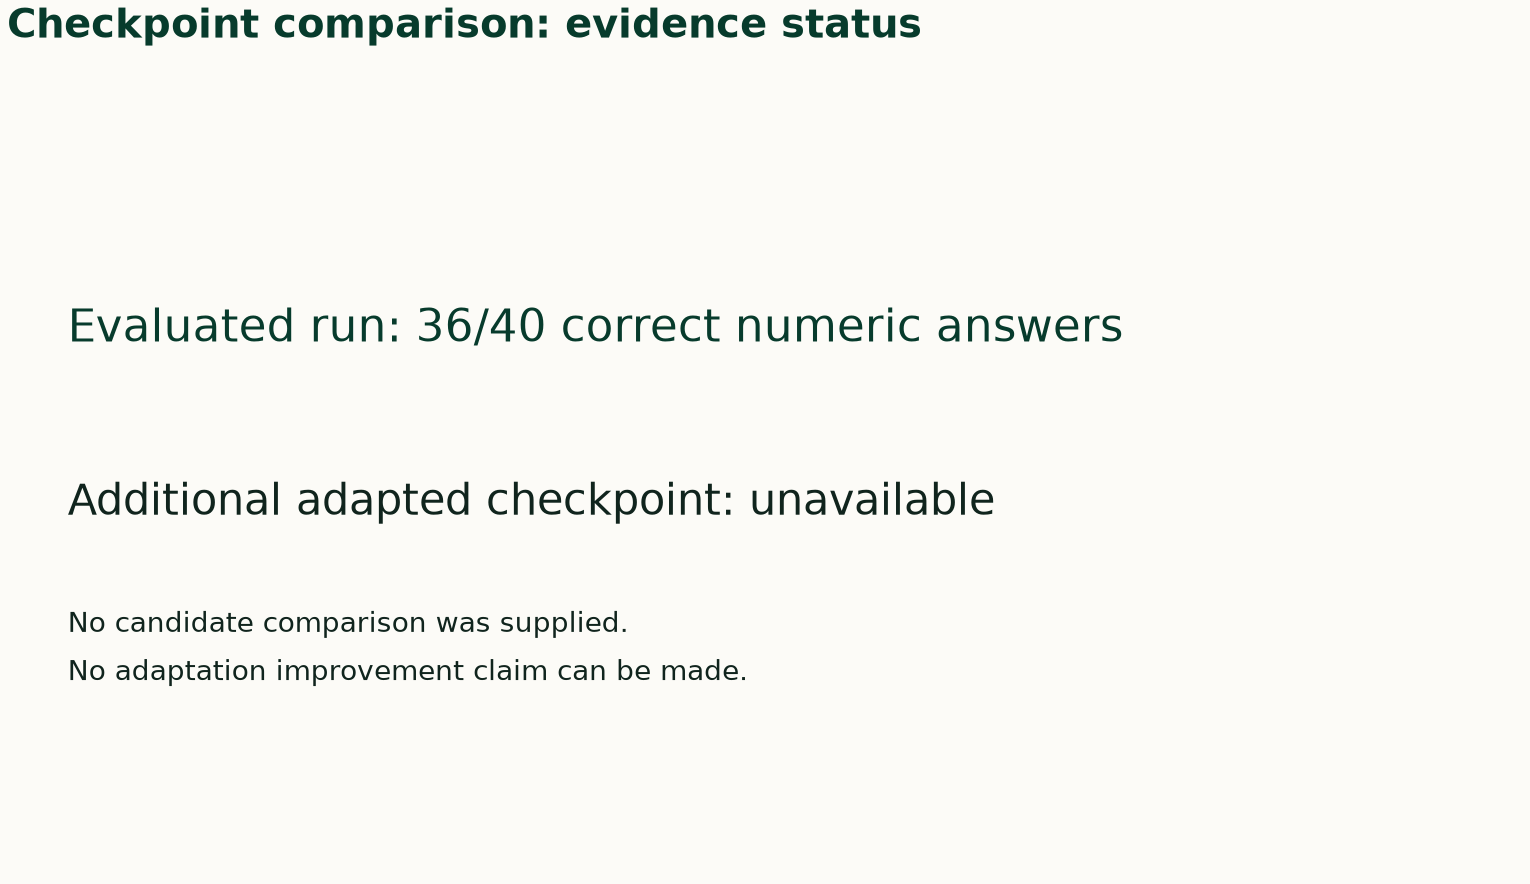 Checkpoint comparison: evidence status
Evaluated run: 36/40 correct numeric answers
Additional adapted checkpoint: unavailable
No candidate comparison was supplied.
No adaptation improvement claim can be made.